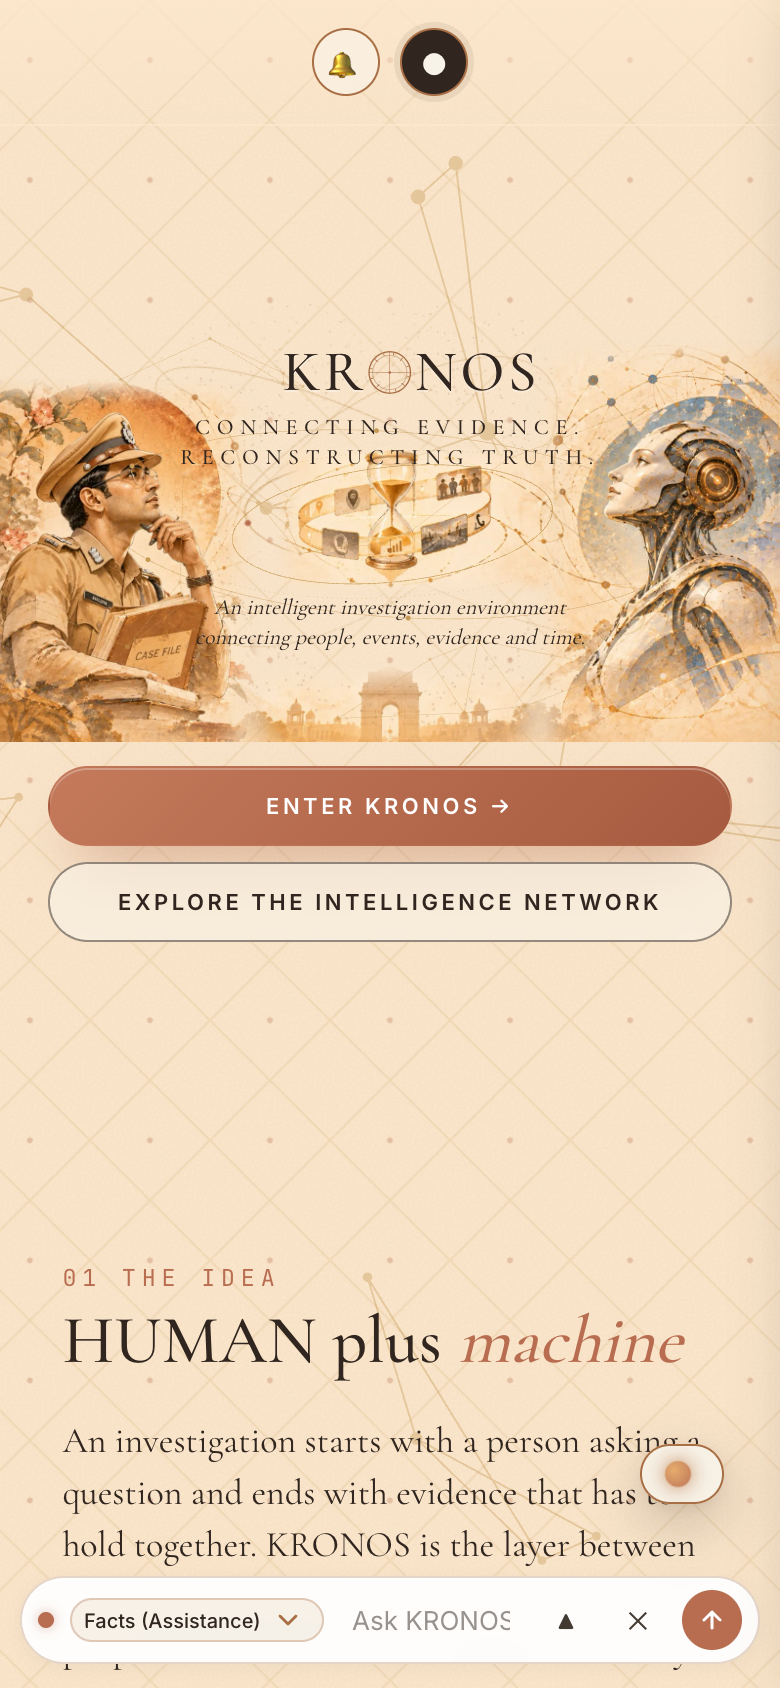 KRONOS
CONNECTING EVIDENCE.
RECONSTRUCTING TRUTH.
An intelligent investigation environment
connecting people, events, evidence and time.
CASE FILE
ENTER KRONOS →
EXPLORE THE INTELLIGENCE NETWORK
01 THE IDEA
HUMAN plus machine
An investigation starts with a person asking a
question and ends with evidence that has to
hold together. KRONOS is the layer between
Facts (Assistance)
Ask KRONOS